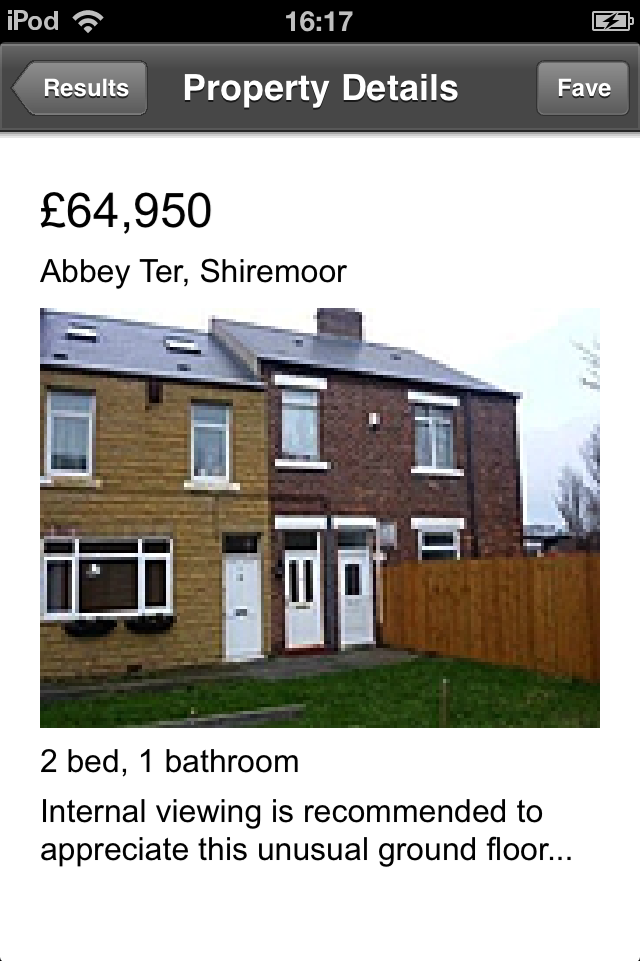 iPod 16:17
Results Property Details Fave
£64,950
Abbey Ter, Shiremoor
2 bed, 1 bathroom
Internal viewing is recommended to
appreciate this unusual ground floor...